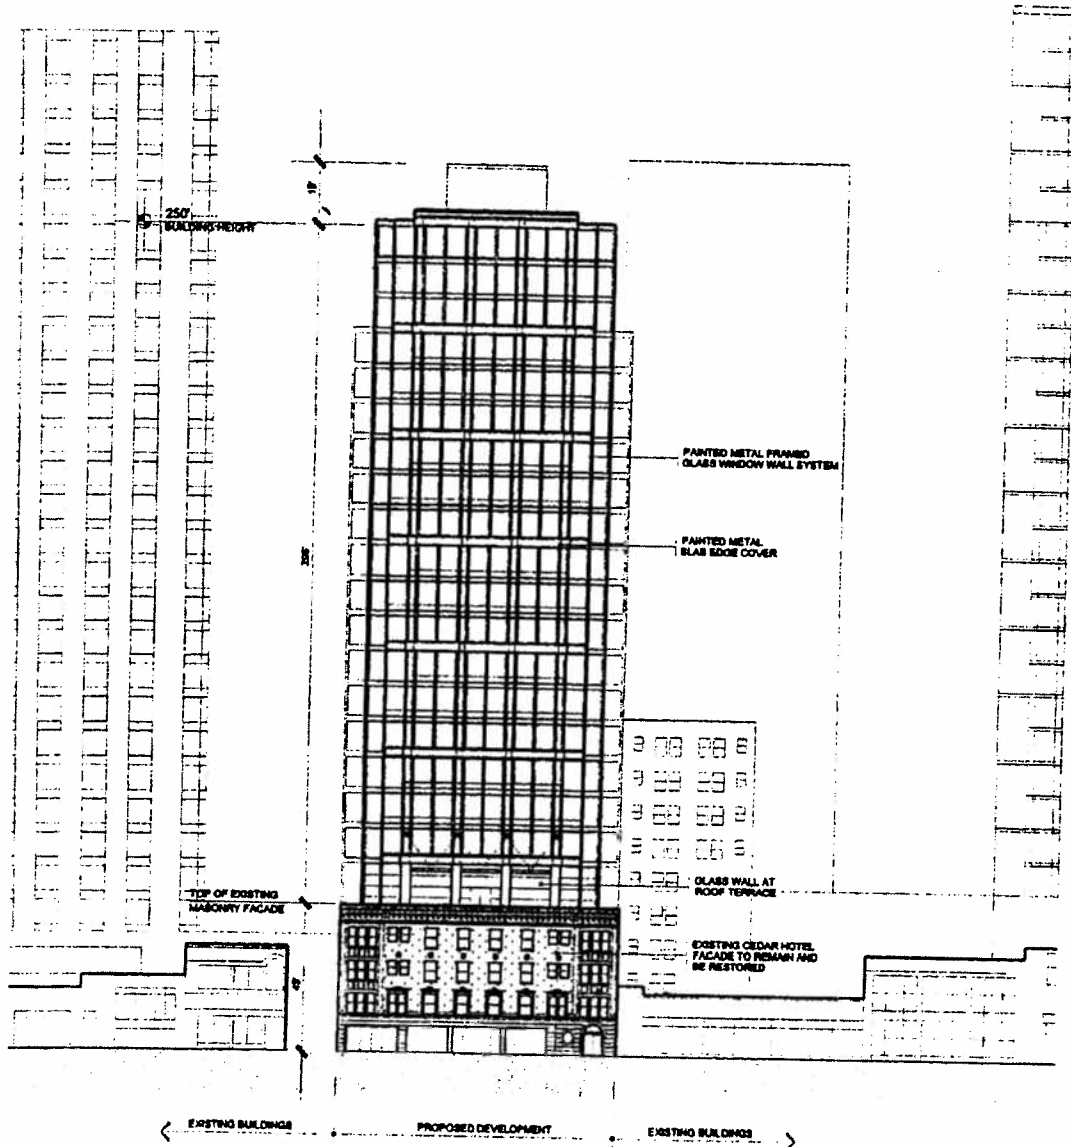 250'
BUILDING HEIGHT
PAINTED METAL FRAMED
GLASS WINDOW WALL SYSTEM
PAINTED METAL
SLAB EDGE COVER
TOP OF EXISTING
MASONRY FACADE
GLASS WALL AT
ROOF TERRACE
EXISTING CEDAR HOTEL
FACADE TO REMAIN AND
BE RESTORED
EXISTING BUILDINGS
PROPOSED DEVELOPMENT
EXISTING BUILDINGS